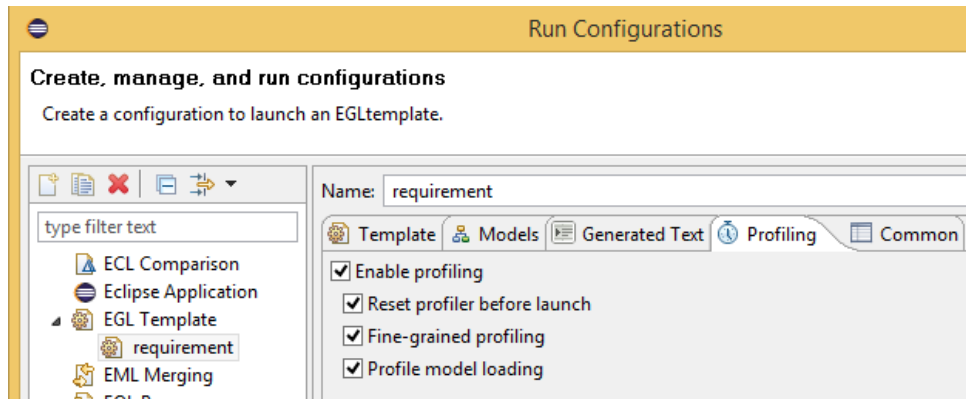 Run Configurations
Create, manage, and run configurations
Create a configuration to launch an EGLtemplate.
Name: requirement
type filter text
Template Models Generated Text Profiling Common
ECL Comparison
Eclipse Application
EGL Template
requirement
EML Merging
Enable profiling
Reset profiler before launch
Fine-grained profiling
Profile model loading